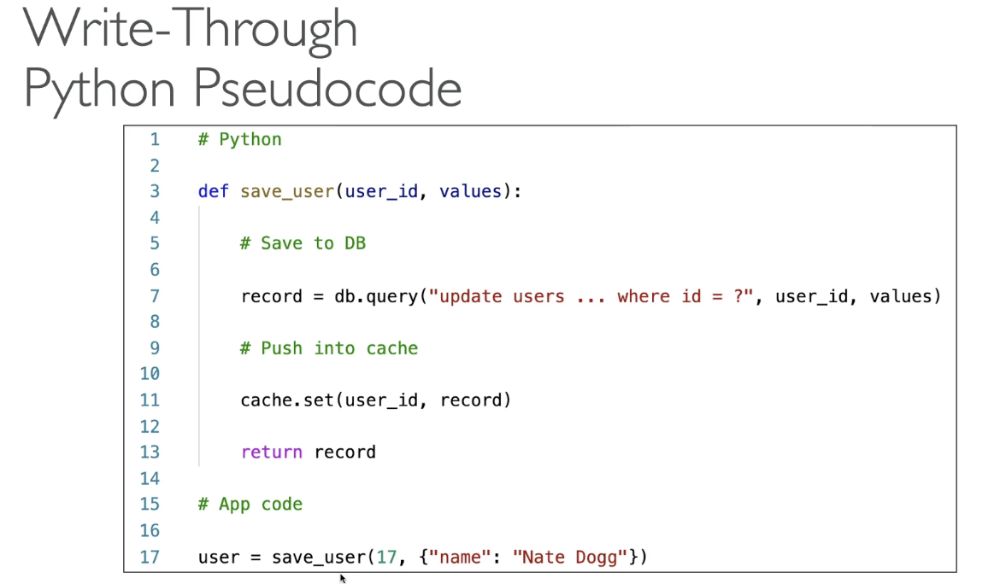 Write-Through
Python Pseudocode
1 # Python
2
3 def save_user(user_id, values):
4
5 # Save to DB
6
7 record = db.query("update users ... where id = ?", user_id, values)
8
9 # Push into cache
10
11 cache.set(user_id, record)
12
13 return record
14
15 # App code
16
17 user = save_user(17, {"name": "Nate Dogg"})